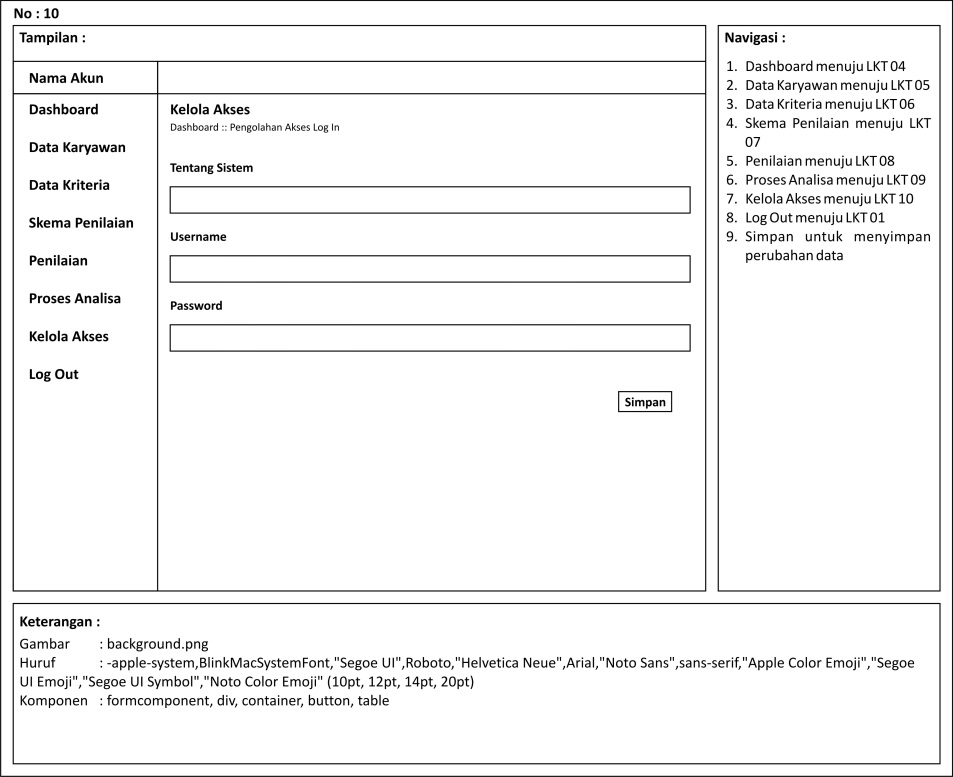 No : 10
Tampilan :
Nama Akun
Dashboard
Data Karyawan
Data Kriteria
Skema Penilaian
Penilaian
Proses Analisa
Kelola Akses
Log Out
Kelola Akses
Dashboard :: Pengolahan Akses Log In
Tentang Sistem
Username
Password
Simpan
Navigasi :
1. Dashboard menuju LKT 04
2. Data Karyawan menuju LKT 05
3. Data Kriteria menuju LKT 06
4. Skema Penilaian menuju LKT
07
5. Penilaian menuju LKT 08
6. Proses Analisa menuju LKT 09
7. Kelola Akses menuju LKT 10
8. Log Out menuju LKT 01
9. Simpan untuk menyimpan
perubahan data
Keterangan :
Gambar : background.png
Huruf : -apple-system,BlinkMacSystemFont,"Segoe UI",Roboto,"Helvetica Neue",Arial,"Noto Sans",sans-serif,"Apple Color Emoji","Segoe
UI Emoji","Segoe UI Symbol","Noto Color Emoji" (10pt, 12pt, 14pt, 20pt)
Komponen : formcomponent, div, container, button, table